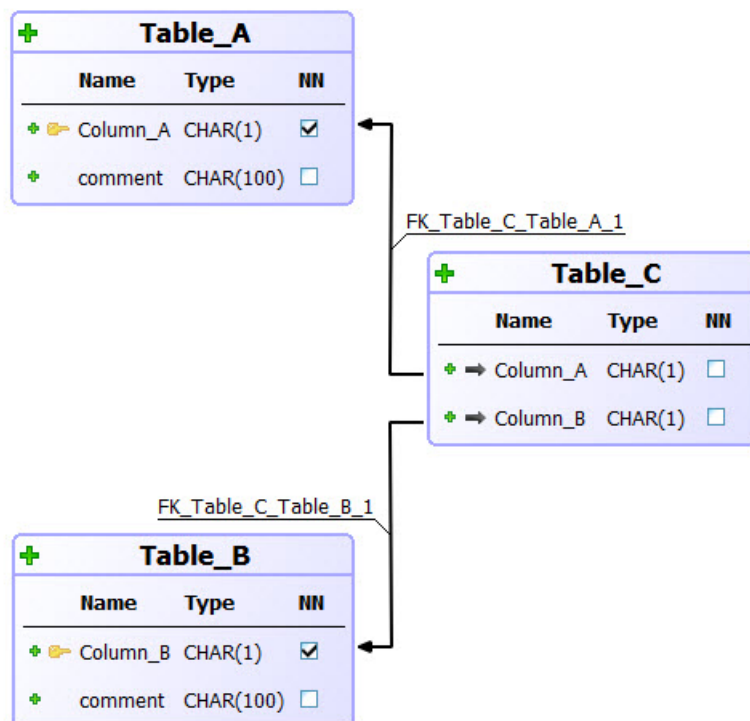 Table_A
Name Type NN
Column_A CHAR(1)
comment CHAR(100)
FK_Table_C_Table_A_1
Table_C
Name Type NN
Column_A CHAR(1)
Column_B CHAR(1)
FK_Table_C_Table_B_1
Table_B
Name Type NN
Column_B CHAR(1)
comment CHAR(100)